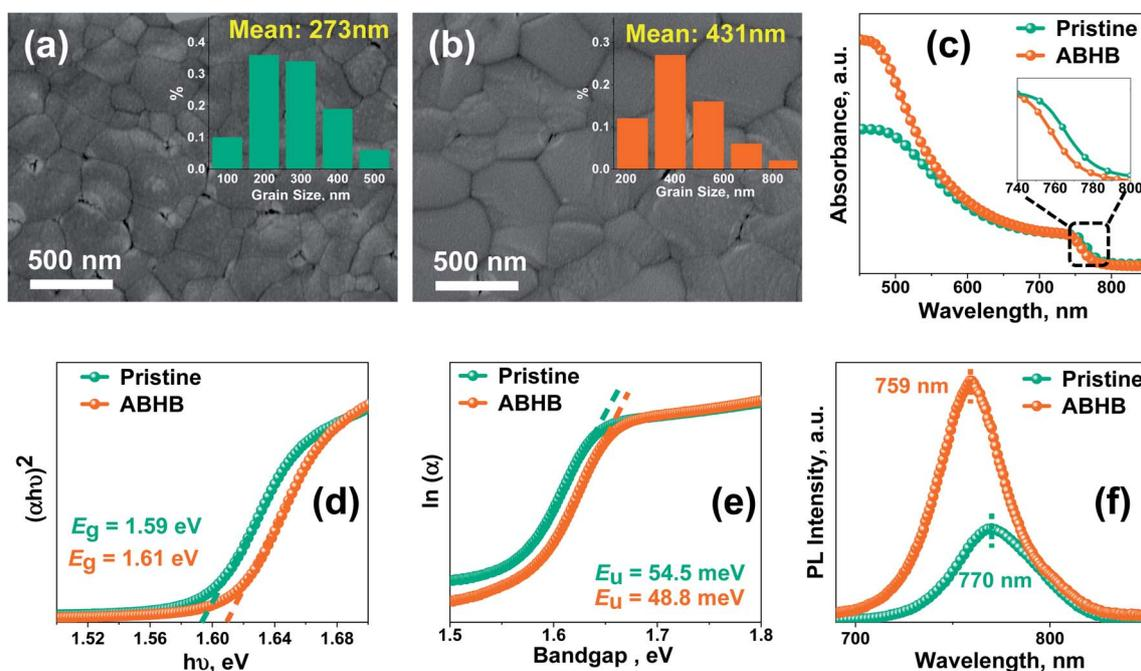 (a)
Mean: 273nm
0.4
0.3
0.2
0.1
0.0
%
100 200 300 400 500
Grain Size, nm
500 nm
(b)
Mean: 431nm
0.3
0.2
0.1
0.0
%
200 400 600 800
Grain Size, nm
500 nm
(c)
Pristine
ABHB
Absorbance, a.u.
740 760 780 800
500 600 700 800
Wavelength, nm
Pristine
ABHB
(αhυ)²
(d)
Eg = 1.59 eV
Eg = 1.61 eV
1.52 1.56 1.60 1.64 1.68
hυ, eV
Pristine
ABHB
ln (α)
(e)
Eu = 54.5 meV
Eu = 48.8 meV
1.5 1.6 1.7 1.8
Bandgap , eV
759 nm
Pristine
ABHB
PL Intensity, a.u.
(f)
770 nm
700 800
Wavelength, nm